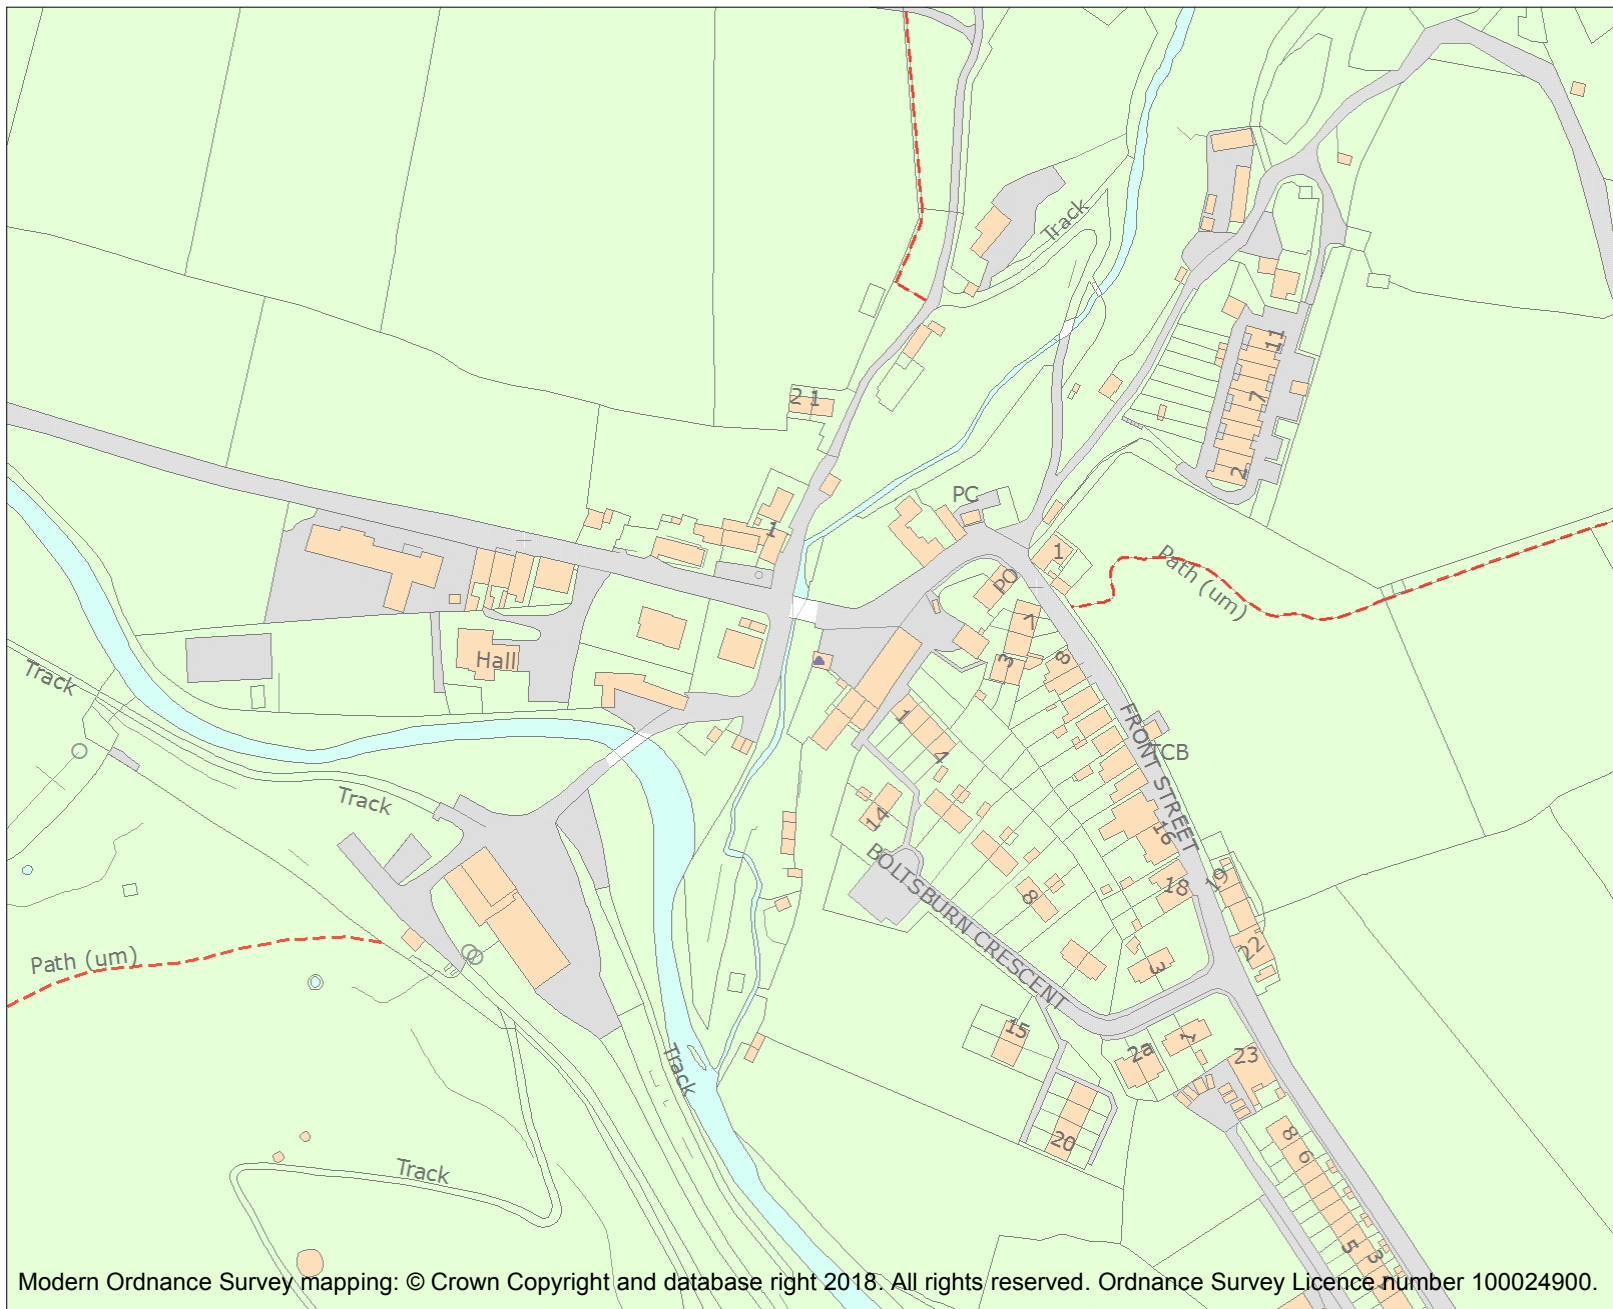 Track
11
7
2
2 1
PC
1
1
PO
Path (um)
7
3
8
Hall
Track
FRONT STREET
TCB
1
4
Track
14
16
BOLTSBURN CRESCENT
18
19
8
22
3
Path (um)
15
1
2a
23
Track
20
8
6
Track
5
3
Modern Ordnance Survey mapping: © Crown Copyright and database right 2018. All rights reserved. Ordnance Survey Licence number 100024900.